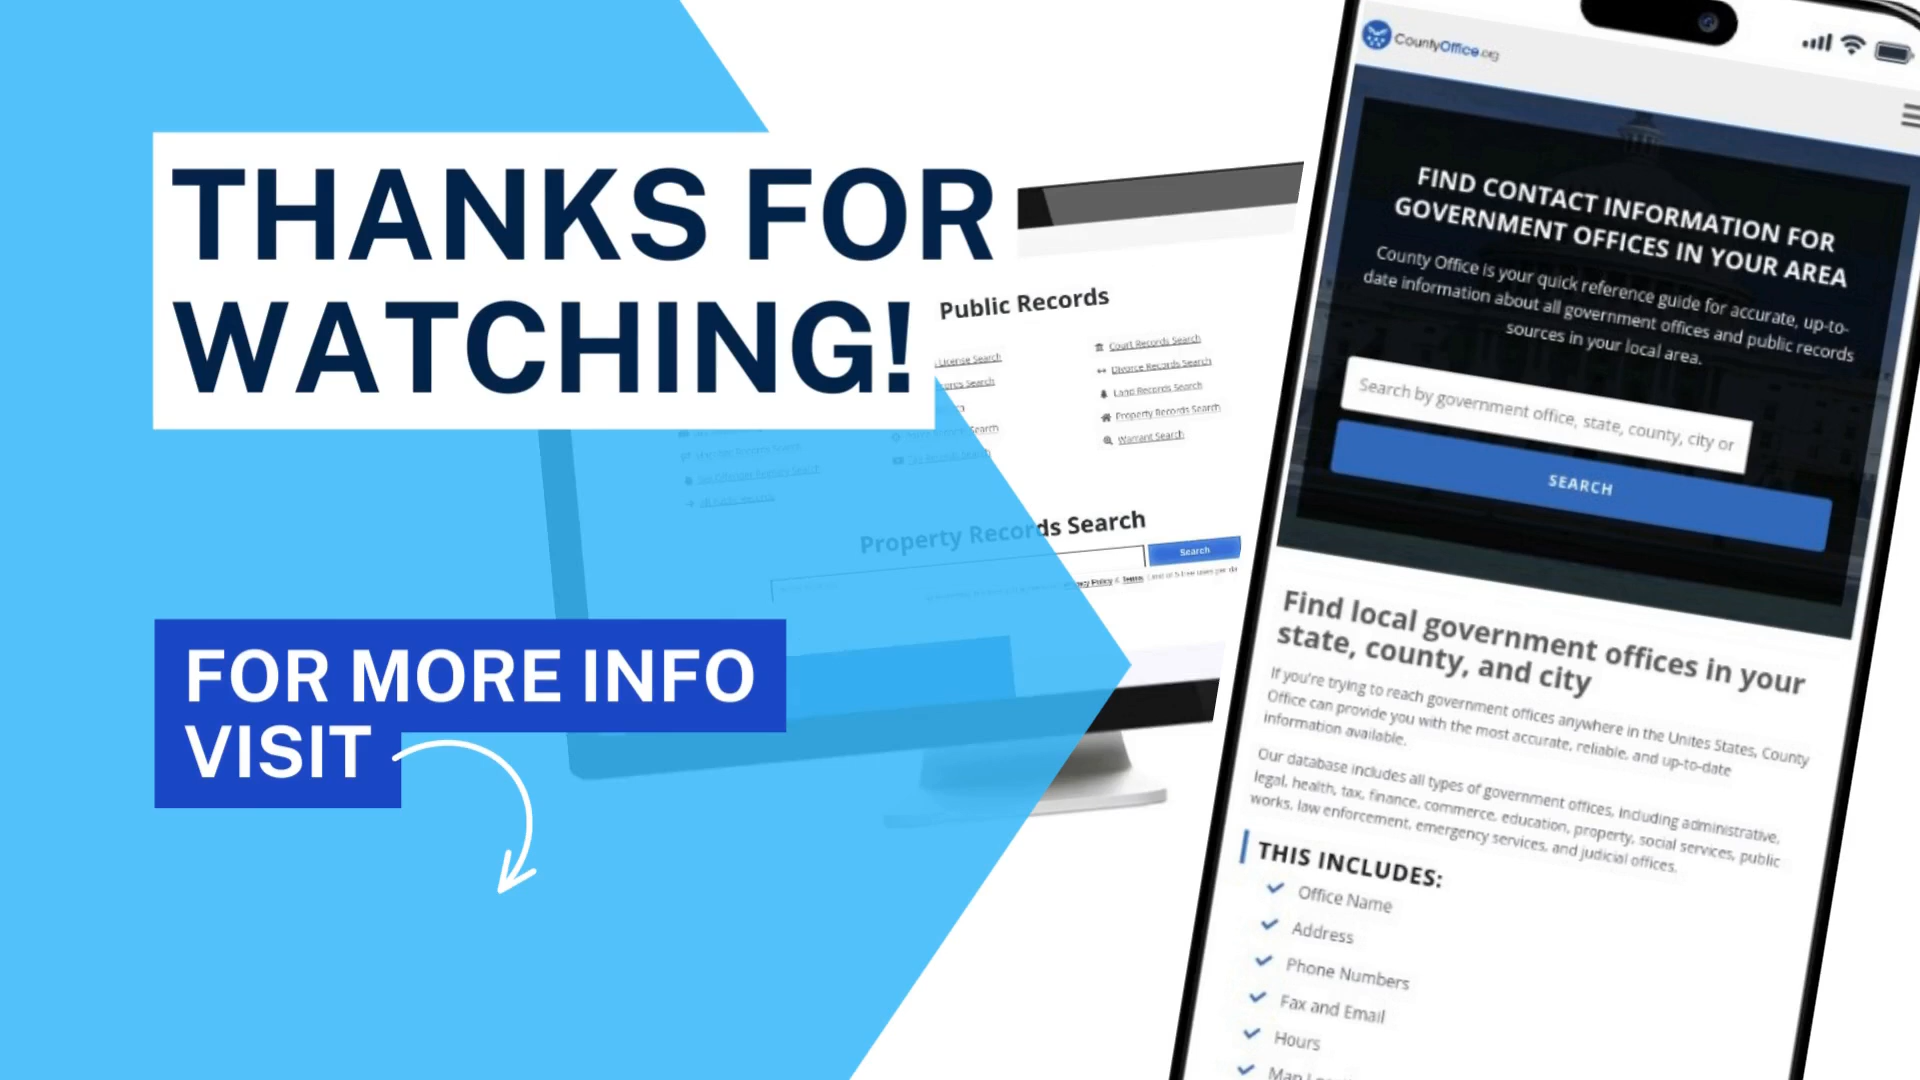 THANKS FOR
WATCHING!
FOR MORE INFO
VISIT
Public Records
License Search
Search
Search
Court Records Search
Divorce Records Search
Land Records Search
Property Records Search
Warrant Search
Property Records Search
Search
CountyOffice.org
FIND CONTACT INFORMATION FOR
GOVERNMENT OFFICES IN YOUR AREA
County Office is your quick reference guide for accurate, up-to-
date information about all government offices and public records
sources in your local area.
Search by government office, state, county, city or
SEARCH
Find local government offices in your
state, county, and city
If you're trying to reach government offices anywhere in the Unites States, County
Office can provide you with the most accurate, reliable, and up-to-date
information available.
Our database includes all types of government offices, including administrative,
legal, health, tax, finance, commerce, education, property, social services, public
works, law enforcement, emergency services, and judicial offices.
THIS INCLUDES:
Office Name
Address
Phone Numbers
Fax and Email
Hours